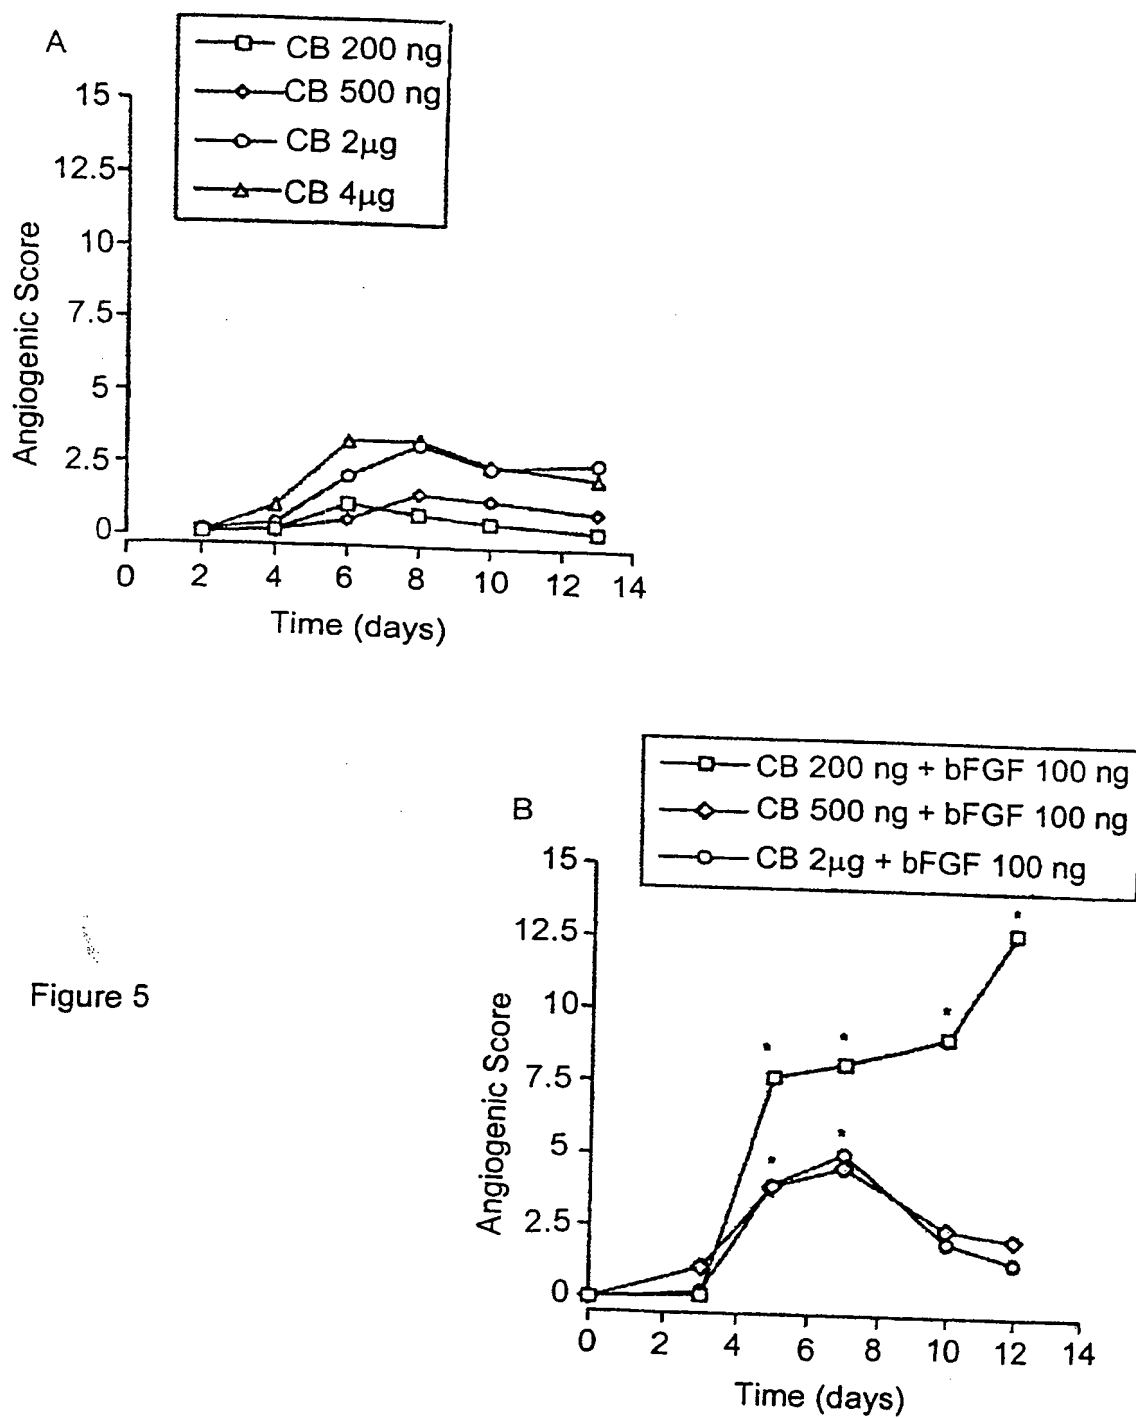 A
CB 200 ng
CB 500 ng
CB 2µg
CB 4µg
15
12.5
10
7.5
5
2.5
0
Angiogenic Score
0 2 4 6 8 10 12 14
Time (days)
B
CB 200 ng + bFGF 100 ng
CB 500 ng + bFGF 100 ng
CB 2µg + bFGF 100 ng
15
12.5
10
7.5
5
2.5
0
Angiogenic Score
* * * *
* *
0 2 4 6 8 10 12 14
Time (days)
Figure 5